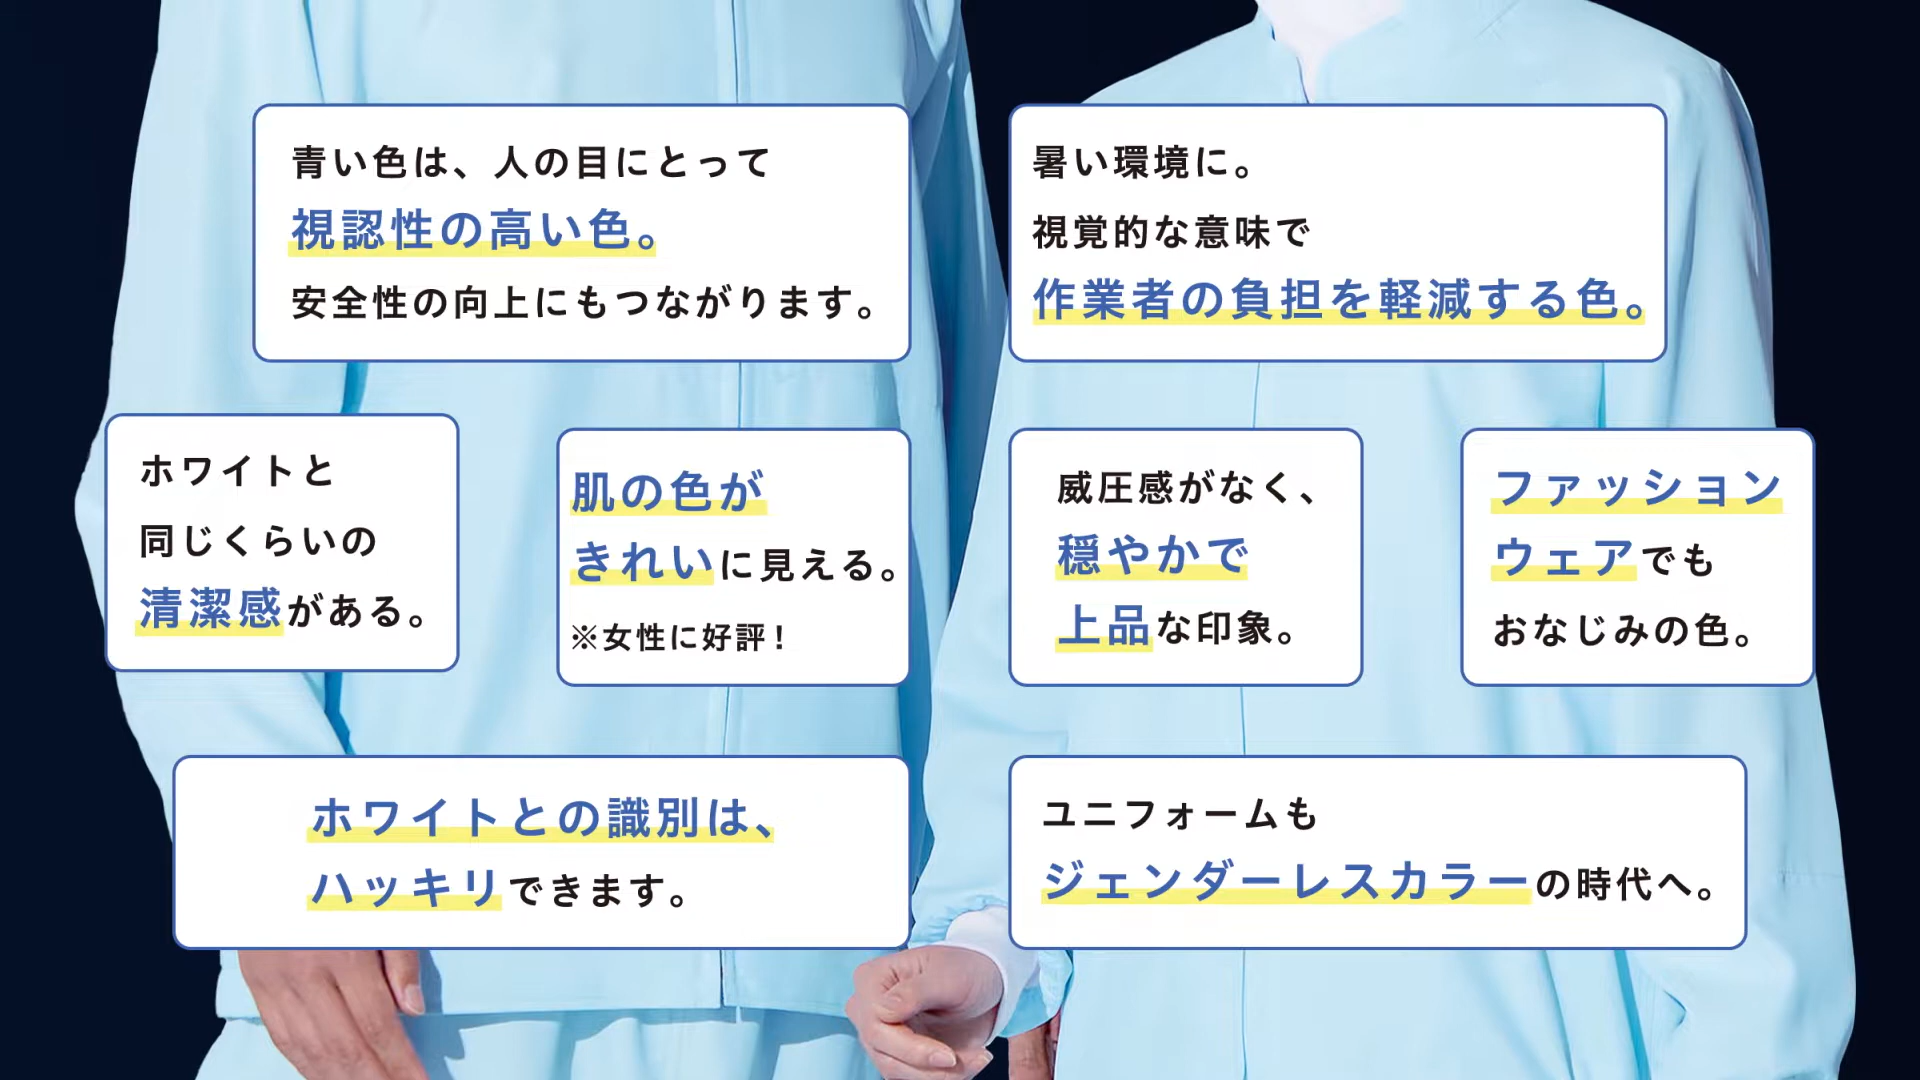 青い色は、人の目にとって
視認性の高い色。
安全性の向上にもつながります。
暑い環境に。
視覚的な意味で
作業者の負担を軽減する色。
ホワイトと
同じくらいの
清潔感がある。
肌の色が
きれいに見える。
※女性に好評！
威圧感がなく、
穏やかで
上品な印象。
ファッション
ウェアでも
おなじみの色。
ホワイトとの識別は、
ハッキリできます。
ユニフォームも
ジェンダーレスカラーの時代へ。